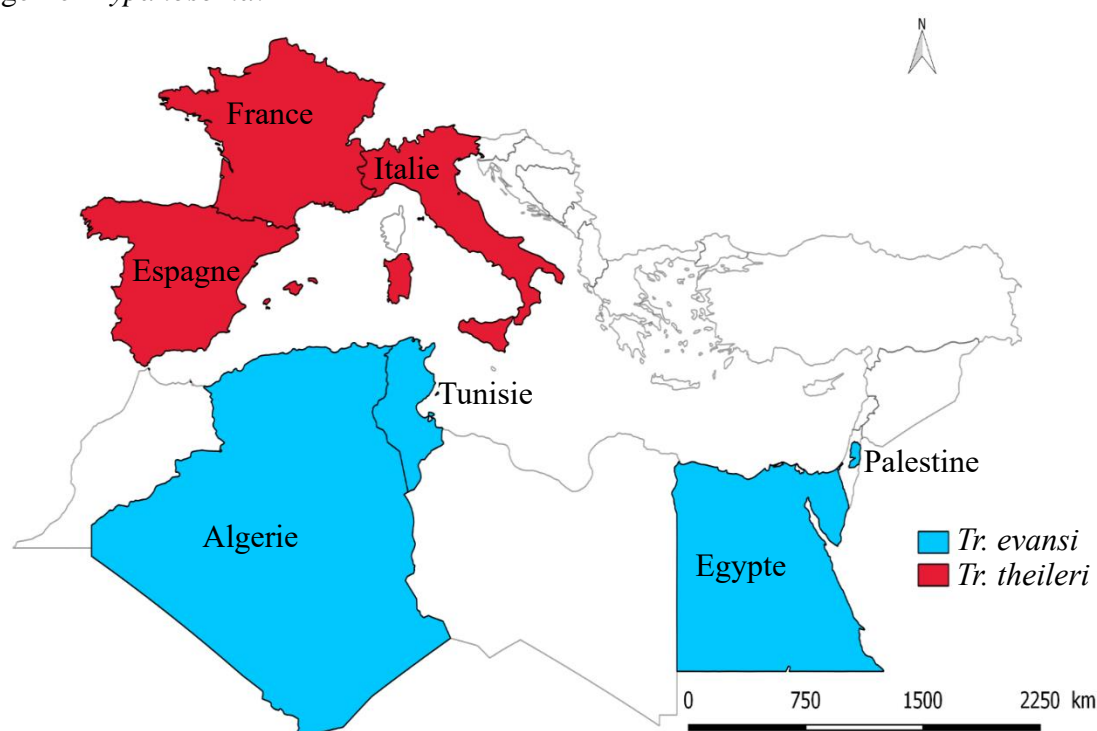 N
France
Italie
Espagne
Tunisie
Palestine
Algerie
Egypte
Tr. evansi
Tr. theileri
0 750 1500 2250 km